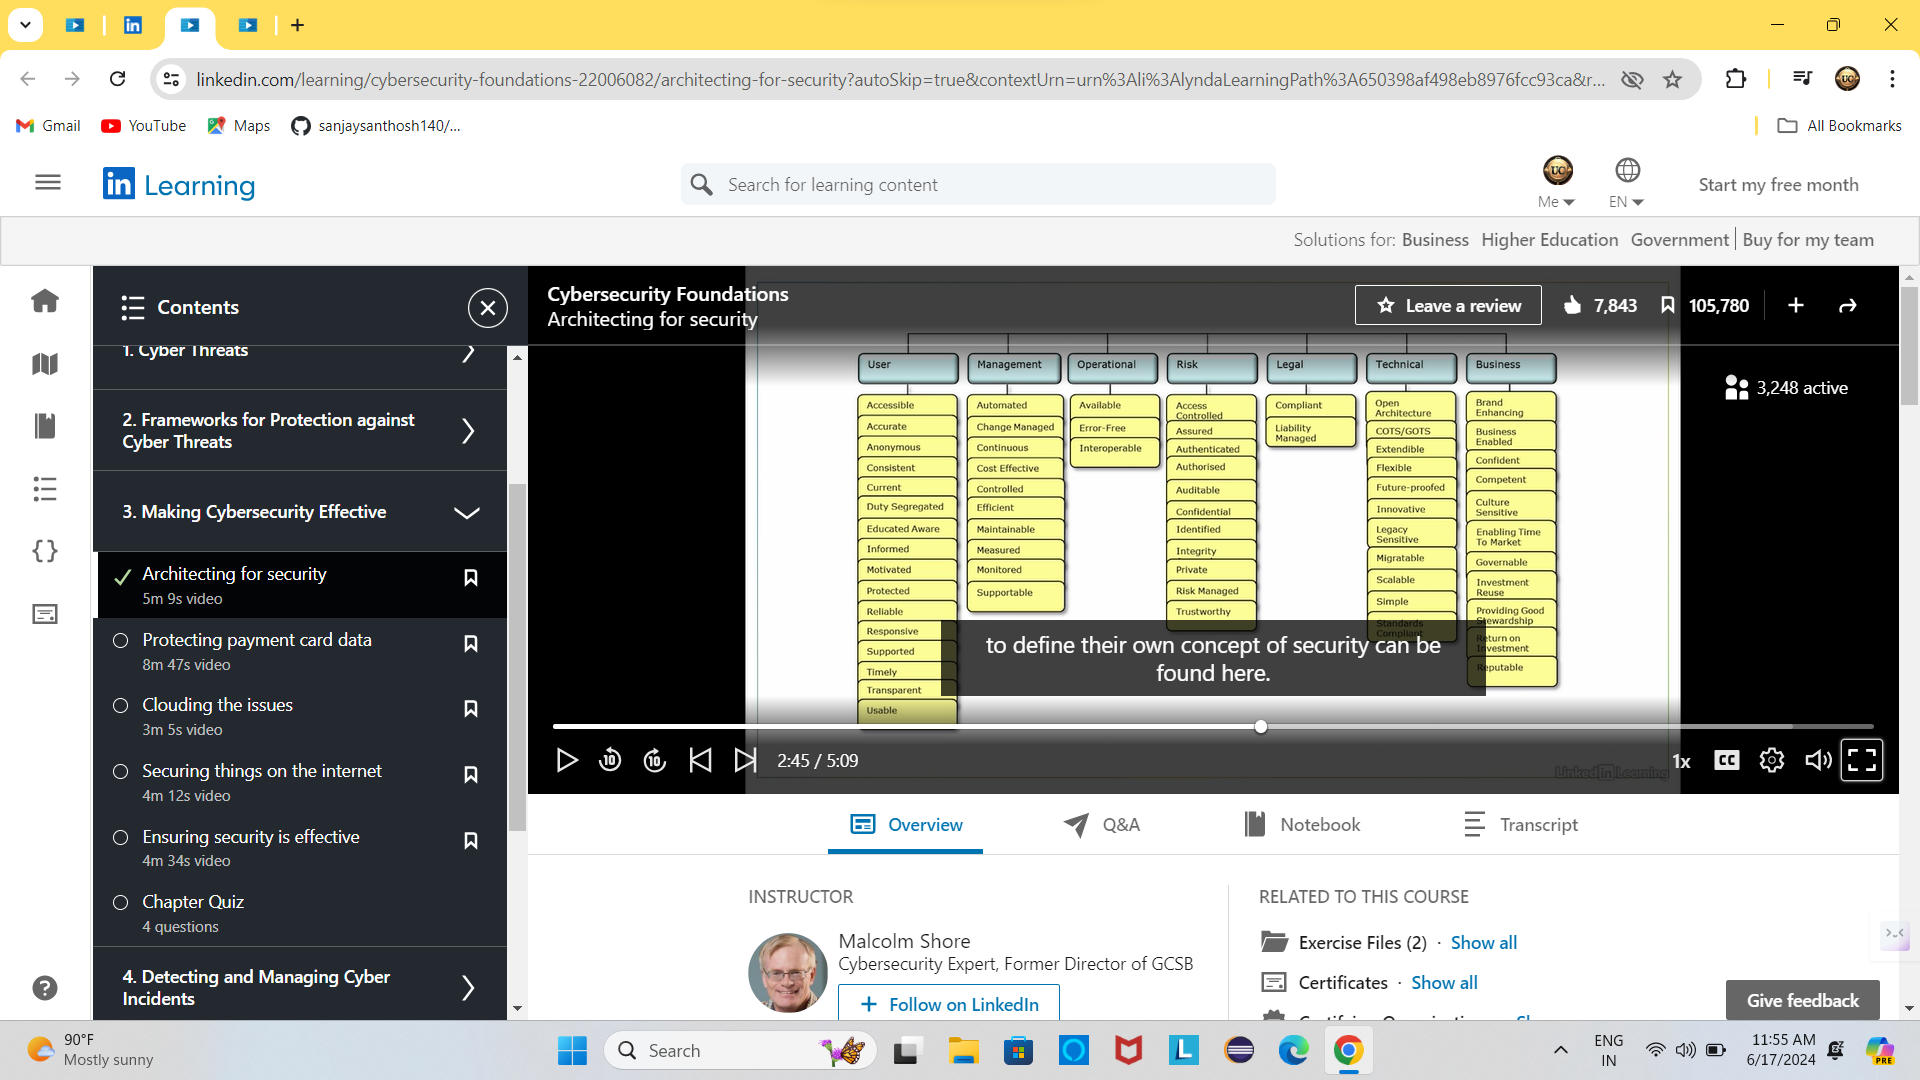 linkedin.com/learning/cybersecurity-foundations-22006082/architecting-for-security?autoSkip=true&contextUrn=urn%3Ali%3AlyndaLearningPath%3A650398af498eb8976fcc93ca&r...
Gmail
YouTube
Maps
sanjaysanthosh140/...
All Bookmarks
in Learning
Search for learning content
Me
EN
Start my free month
Solutions for: Business Higher Education Government Buy for my team
Contents
1. Cyber Threats
2. Frameworks for Protection against
Cyber Threats
3. Making Cybersecurity Effective
Architecting for security
5m 9s video
Protecting payment card data
8m 47s video
Clouding the issues
3m 5s video
Securing things on the internet
4m 12s video
Ensuring security is effective
4m 34s video
Chapter Quiz
4 questions
4. Detecting and Managing Cyber
Incidents
Cybersecurity Foundations
Architecting for security
Leave a review
7,843
105,780
3,248 active
User
Accessible
Accurate
Anonymous
Consistent
Current
Duty Segregated
Educated Aware
Informed
Motivated
Protected
Reliable
Responsive
Supported
Timely
Transparent
Usable
Management
Automated
Change Managed
Continuous
Cost Effective
Controlled
Efficient
Maintainable
Measured
Monitored
Supportable
Operational
Available
Error-Free
Interoperable
Risk
Access
Controlled
Assured
Authenticated
Authorised
Auditable
Confidential
Identified
Integrity
Private
Risk Managed
Trustworthy
Legal
Compliant
Liability
Managed
Technical
Open
Architecture
COTS/GOTS
Extendible
Flexible
Future-proofed
Innovative
Legacy
Sensitive
Migratable
Scalable
Simple
Standards
Compliant
Business
Brand
Enhancing
Business
Enabled
Confident
Competent
Culture
Sensitive
Enabling Time
To Market
Governable
Investment
Reuse
Providing Good
Stewardship
Return on
Investment
Reputable
to define their own concept of security can be
found here.
10
10
2:45 / 5:09
LinkedIn Learning
1x
CC
Overview
Q&A
Notebook
Transcript
INSTRUCTOR
Malcolm Shore
Cybersecurity Expert, Former Director of GCSB
+ Follow on LinkedIn
RELATED TO THIS COURSE
Exercise Files (2) · Show all
Certificates · Show all
Give feedback
90°F
Mostly sunny
Search
ENG
IN
11:55 AM
6/17/2024
PRE